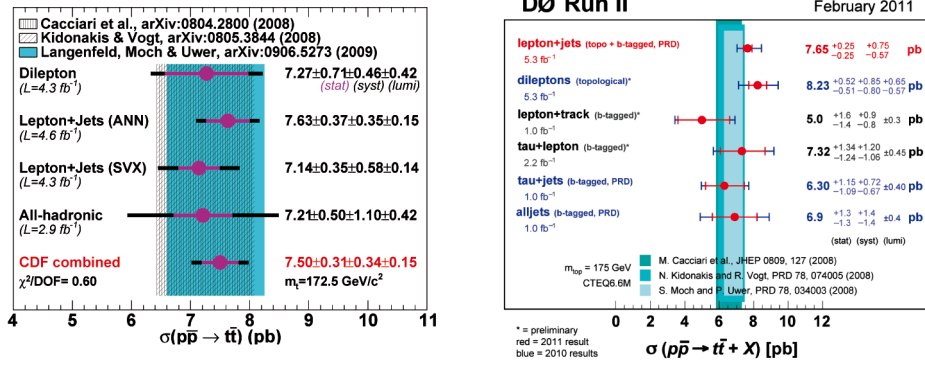 Cacciari et al., arXiv:0804.2800 (2008)
Kidonakis & Vogt, arXiv:0805.3844 (2008)
Langenfeld, Moch & Uwer, arXiv:0906.5273 (2009)
Dilepton 7.27±0.71±0.46±0.42
(L=4.3 fb⁻¹) (stat) (syst) (lumi)
Lepton+Jets (ANN) 7.63±0.37±0.35±0.15
(L=4.6 fb⁻¹)
Lepton+Jets (SVX) 7.14±0.35±0.58±0.14
(L=4.3 fb⁻¹)
All-hadronic 7.21±0.50±1.10±0.42
(L=2.9 fb⁻¹)
CDF combined 7.50±0.31±0.34±0.15
χ²/DOF= 0.60 mₜ=172.5 GeV/c²
4 5 6 7 8 9 10 11
σ(pp̅ → tt̅) (pb)
DØ Run II February 2011
lepton+jets (topo + b-tagged, PRD) 7.65 +0.25 −0.25 +0.75 −0.57 pb
5.3 fb⁻¹
dileptons (topological)* 8.23 +0.52 −0.51 +0.85 −0.80 +0.65 −0.57 pb
5.3 fb⁻¹
lepton+track (b-tagged)* 5.0 +1.6 −1.4 +0.9 −0.8 ±0.3 pb
1.0 fb⁻¹
tau+lepton (b-tagged)* 7.32 +1.34 −1.24 +1.20 −1.06 ±0.45 pb
2.2 fb⁻¹
tau+jets (b-tagged, PRD) 6.30 +1.15 −1.09 +0.72 −0.67 ±0.40 pb
1.0 fb⁻¹
alljets (b-tagged, PRD) 6.9 +1.3 −1.3 +1.4 −1.4 ±0.4 pb
1.0 fb⁻¹
(stat) (syst) (lumi)
M. Cacciari et al., JHEP 0809, 127 (2008)
mtop = 175 GeV
N. Kidonakis and R. Vogt, PRD 78, 074005 (2008)
CTEQ6.6M
S. Moch and P. Uwer, PRD 78, 034003 (2008)
0 2 4 6 8 10 12
* = preliminary
red = 2011 result
blue = 2010 results
σ (pp̅ → tt̅ + X) [pb]